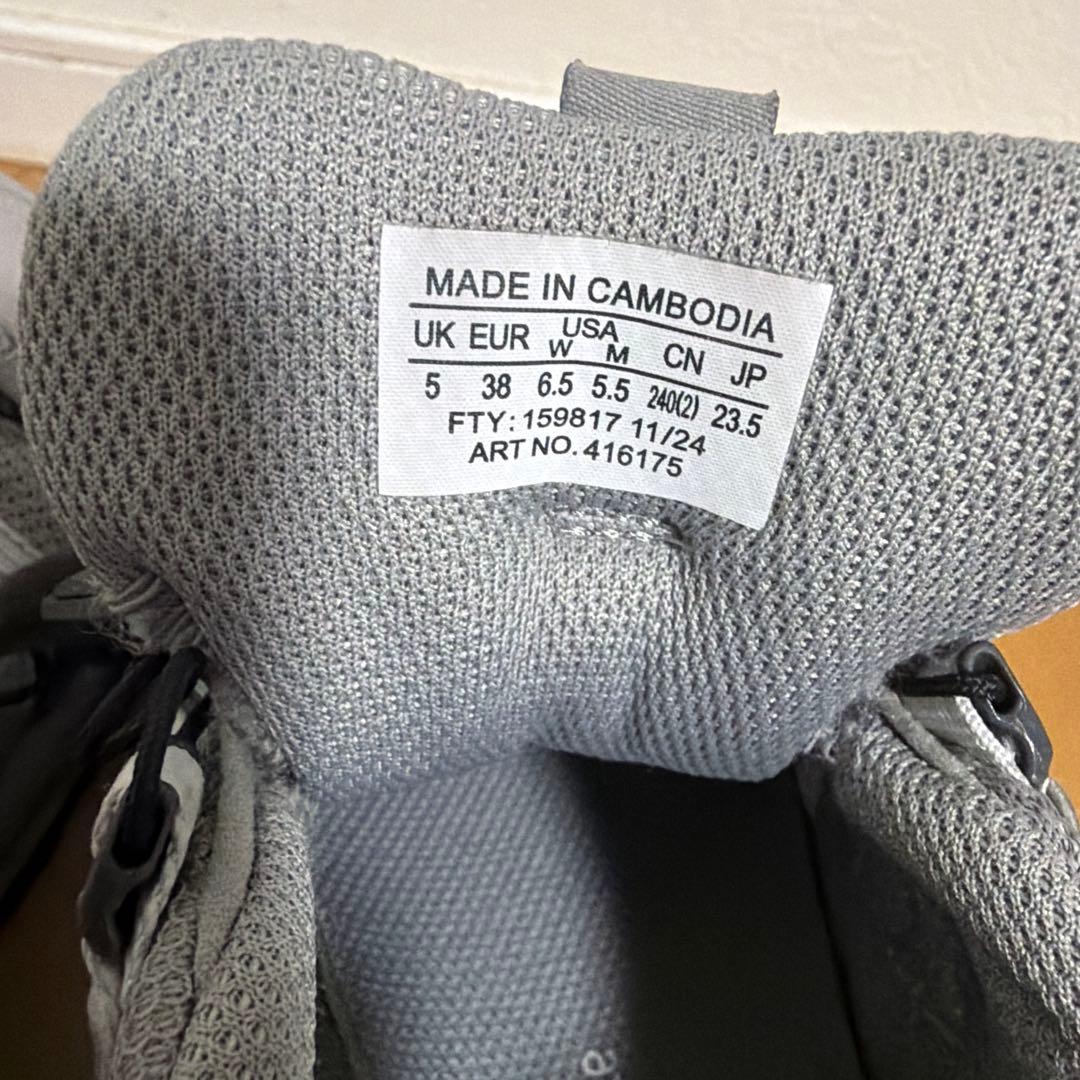 MADE IN CAMBODIA
UK EUR USA W M CN JP
5 38 6.5 5.5 240(2) 23.5
FTY: 159817 11/24
ART NO. 416175